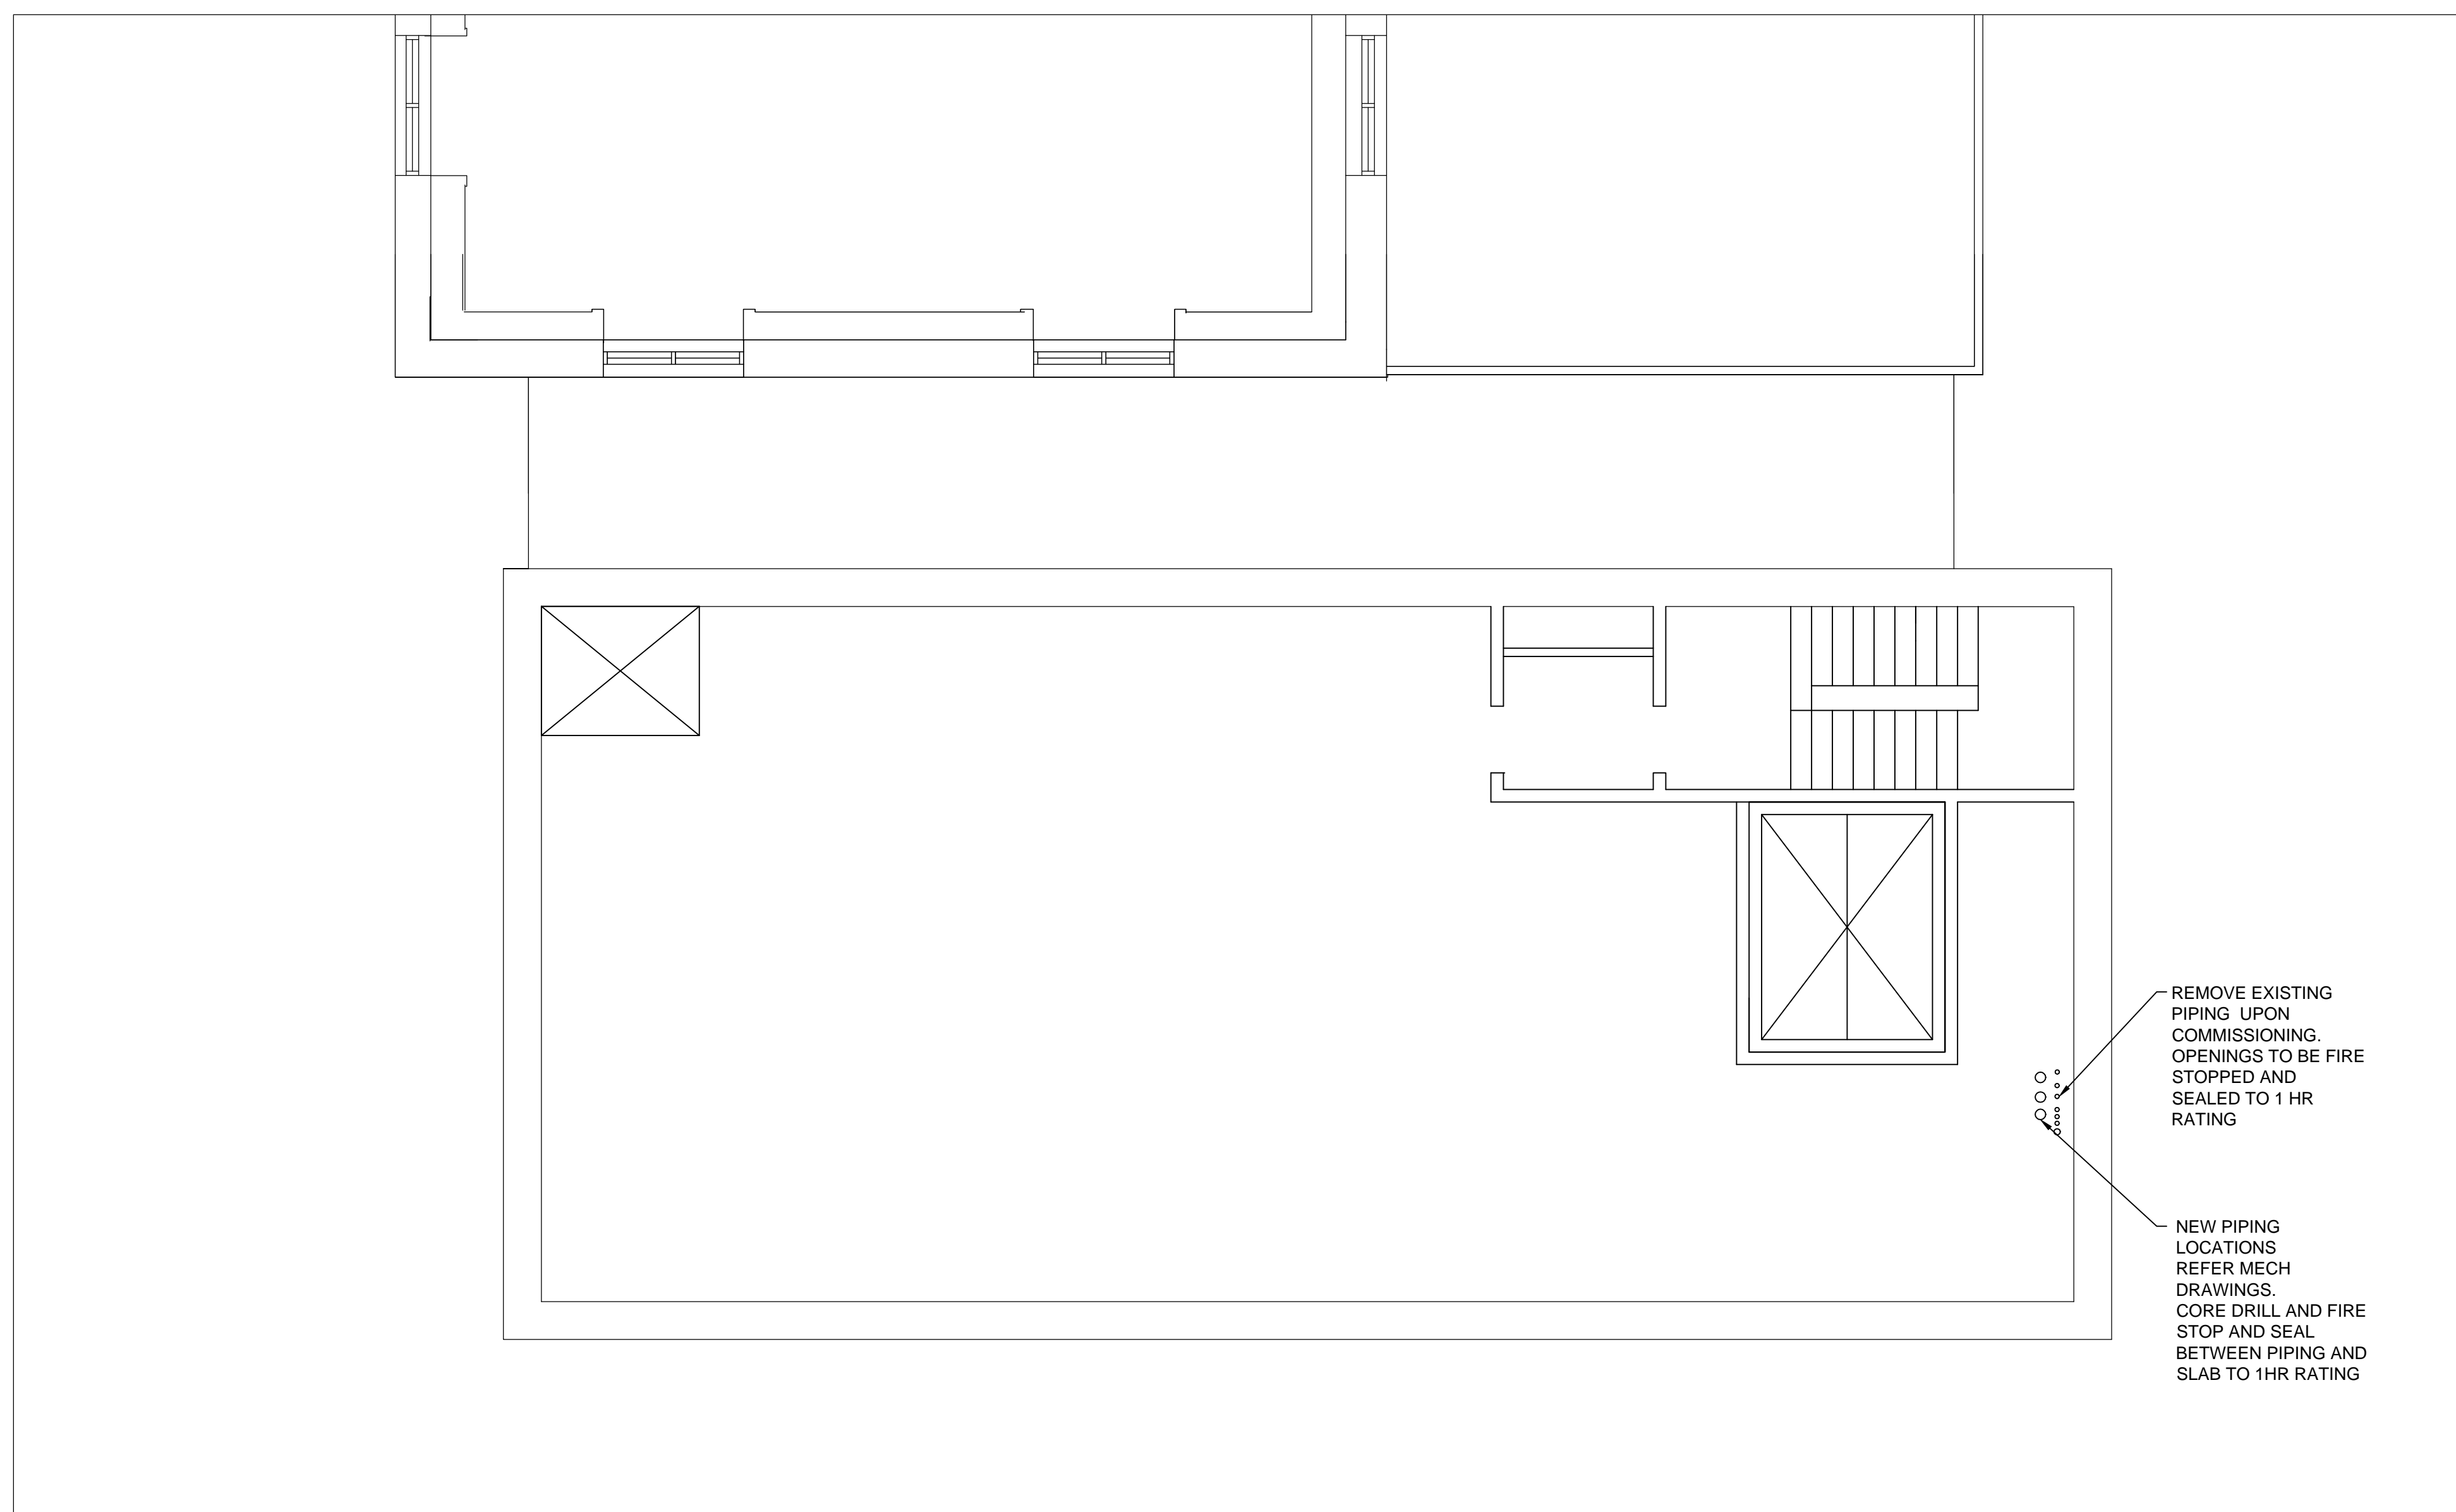 REMOVE EXISTING
PIPING  UPON
COMMISSIONING.
OPENINGS TO BE FIRE
STOPPED AND
SEALED TO 1 HR
RATING
NEW PIPING
LOCATIONS
REFER MECH
DRAWINGS.
CORE DRILL AND FIRE
STOP AND SEAL
BETWEEN PIPING AND
SLAB TO 1HR RATING